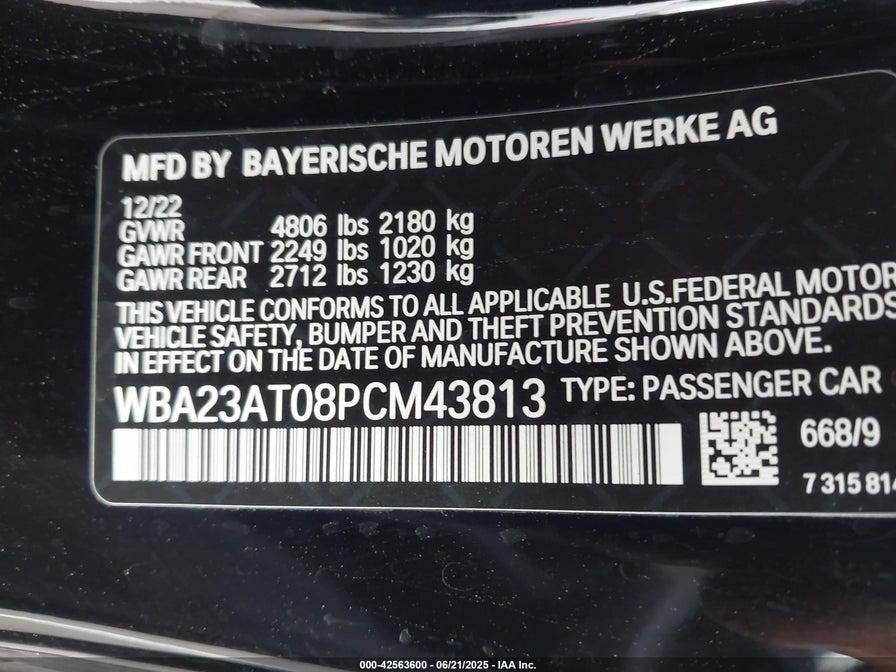 MFD BY BAYERISCHE MOTOREN WERKE AG
12/22
GVWR 4806 lbs 2180 kg
GAWR FRONT 2249 lbs 1020 kg
GAWR REAR 2712 lbs 1230 kg
THIS VEHICLE CONFORMS TO ALL APPLICABLE U.S.FEDERAL MOTOR
VEHICLE SAFETY, BUMPER AND THEFT PREVENTION STANDARDS
IN EFFECT ON THE DATE OF MANUFACTURE SHOWN ABOVE.
WBA23AT08PCM43813 TYPE: PASSENGER CAR
668/9
7 315 814
000-42563600 - 06/21/2025 - IAA Inc.